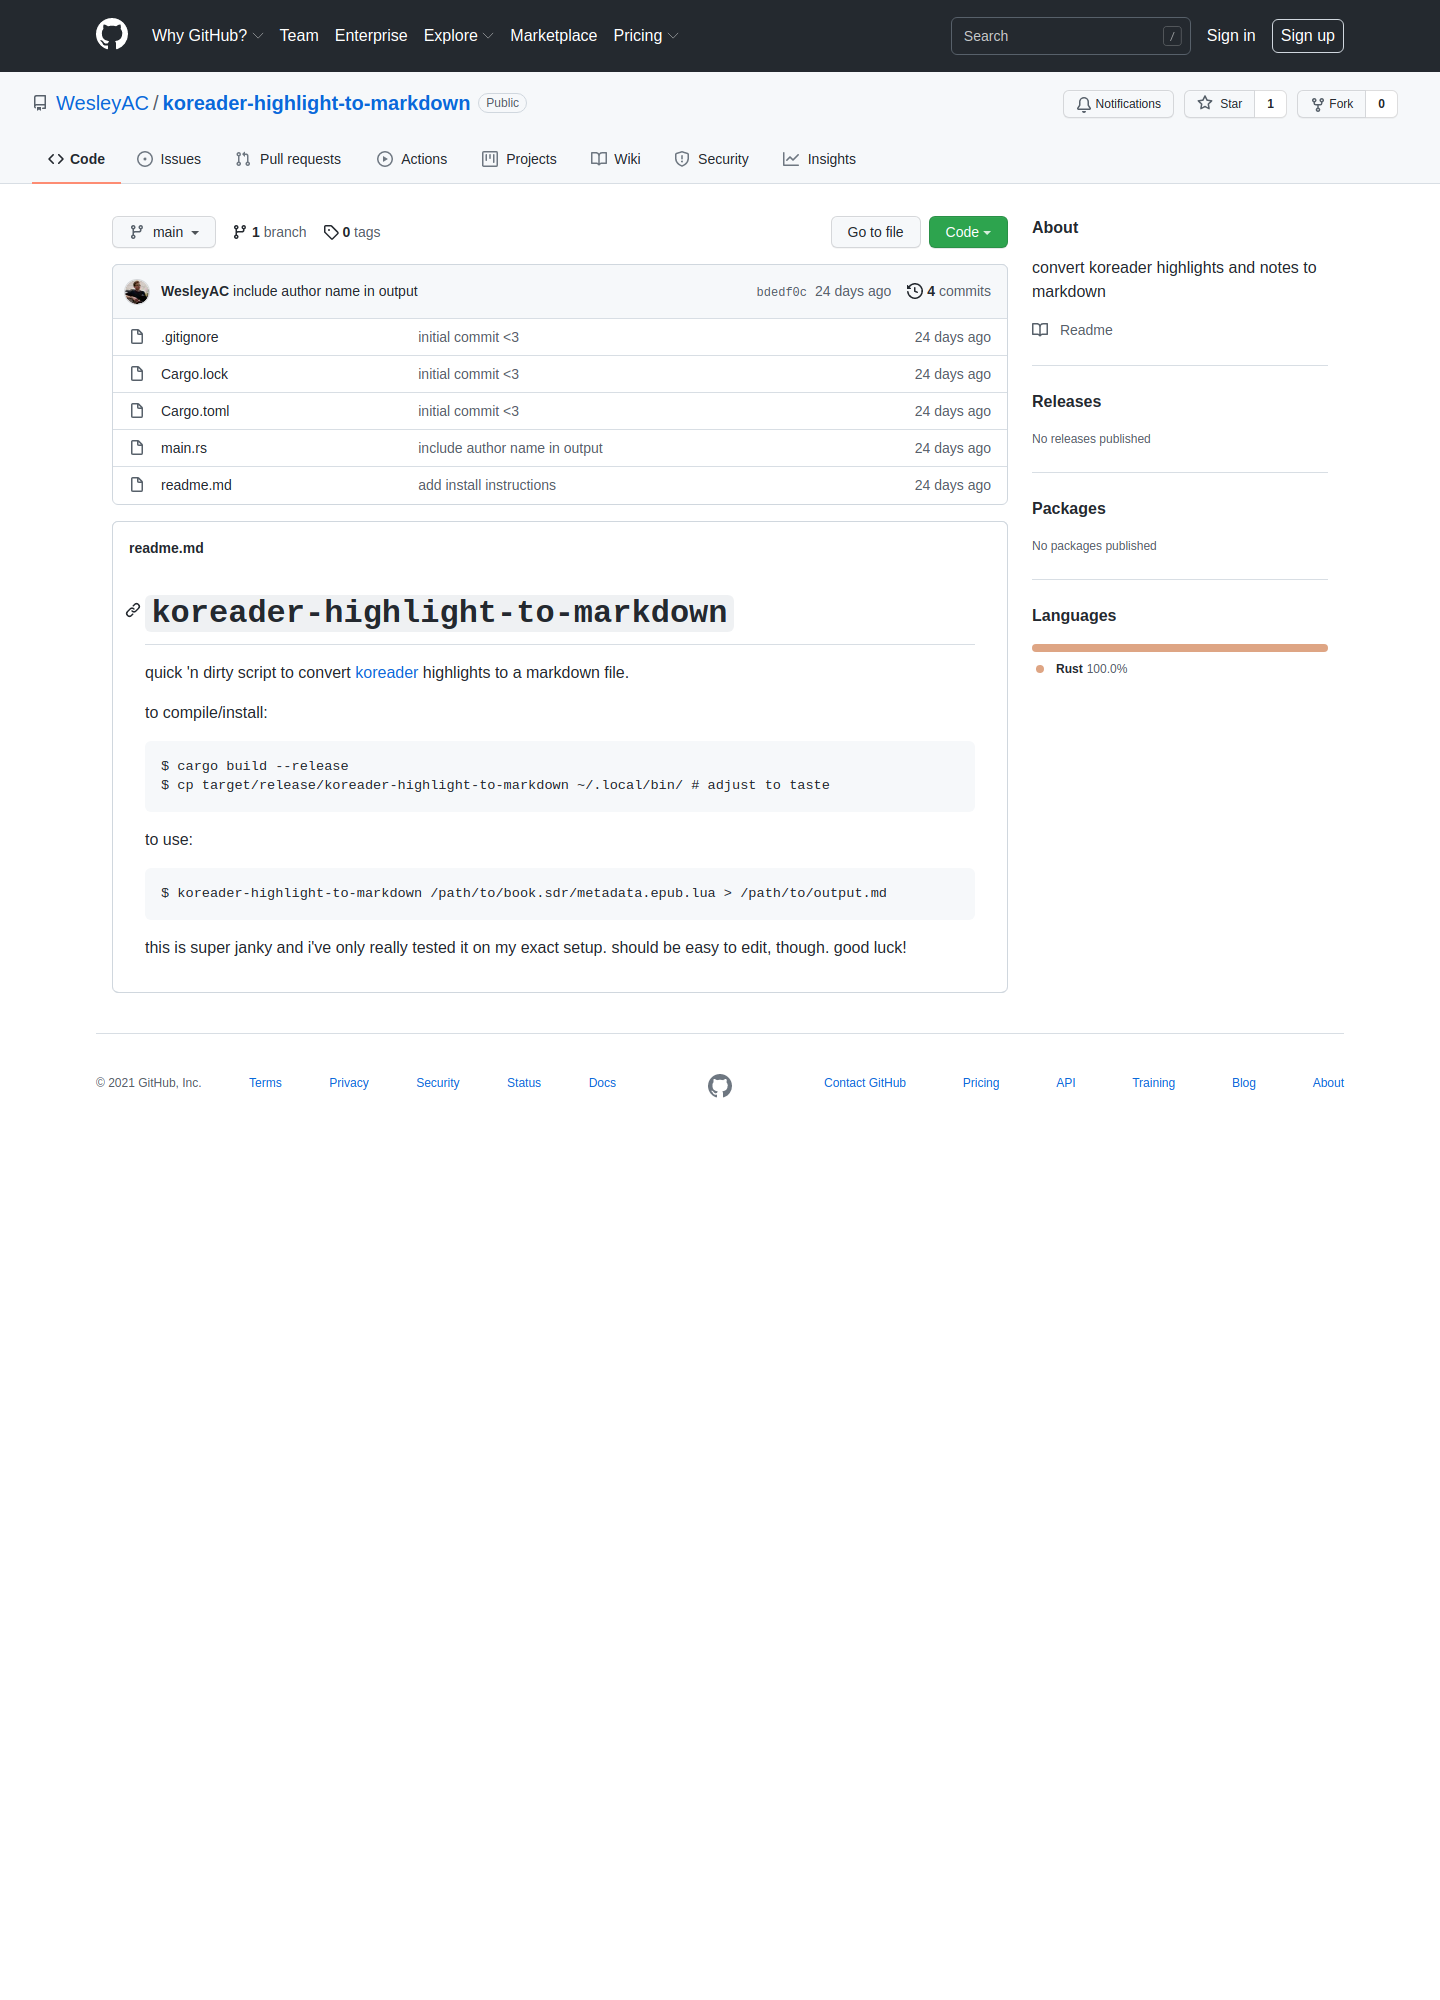 Why GitHub? Team Enterprise Explore Marketplace Pricing Search / Sign in Sign up
WesleyAC / koreader-highlight-to-markdown Public Notifications Star 1 Fork 0
Code Issues Pull requests Actions Projects Wiki Security Insights
main 1 branch 0 tags Go to file Code
WesleyAC include author name in output bdedf0c 24 days ago 4 commits
.gitignore initial commit <3 24 days ago
Cargo.lock initial commit <3 24 days ago
Cargo.toml initial commit <3 24 days ago
main.rs include author name in output 24 days ago
readme.md add install instructions 24 days ago
readme.md
koreader-highlight-to-markdown
quick 'n dirty script to convert koreader highlights to a markdown file.
to compile/install:
$ cargo build --release
$ cp target/release/koreader-highlight-to-markdown ~/.local/bin/ # adjust to taste
to use:
$ koreader-highlight-to-markdown /path/to/book.sdr/metadata.epub.lua > /path/to/output.md
this is super janky and i've only really tested it on my exact setup. should be easy to edit, though. good luck!
About
convert koreader highlights and notes to
markdown
Readme
Releases
No releases published
Packages
No packages published
Languages
Rust 100.0%
© 2021 GitHub, Inc. Terms Privacy Security Status Docs Contact GitHub Pricing API Training Blog About